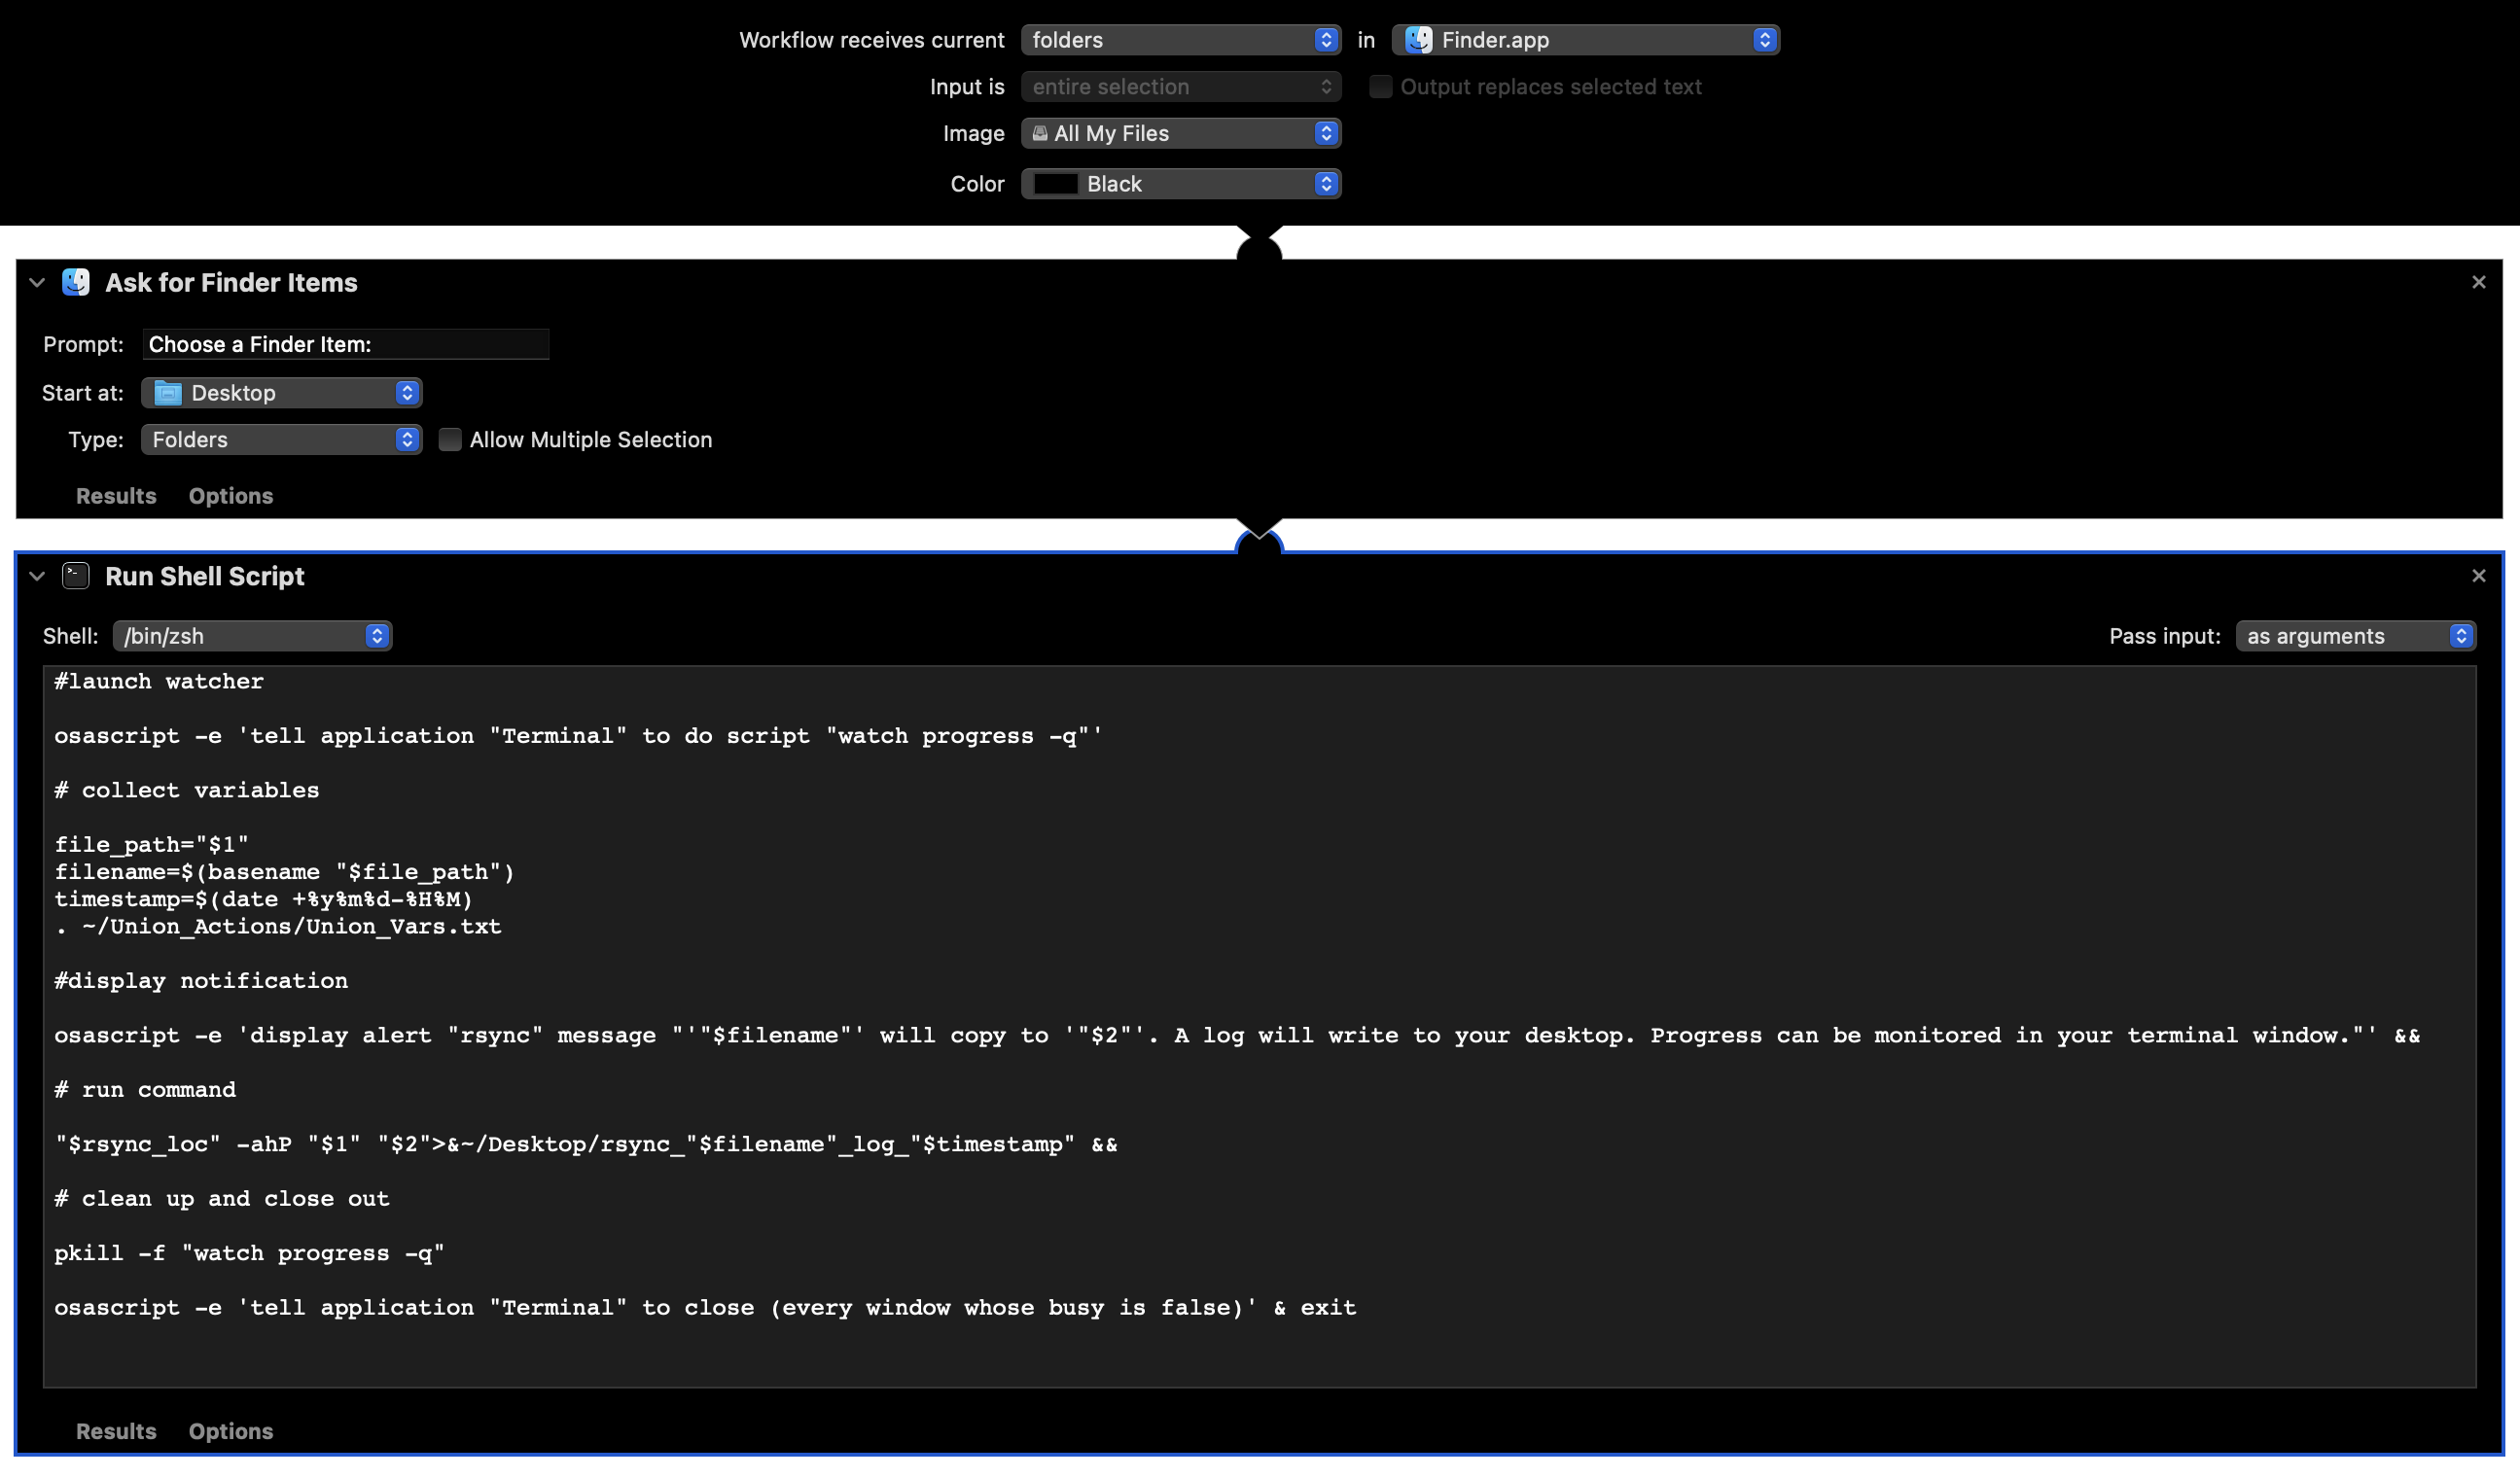 Workflow receives current folders in Finder.app
Input is entire selection Output replaces selected text
Image All My Files
Color Black
Ask for Finder Items
Prompt: Choose a Finder Item:
Start at: Desktop
Type: Folders Allow Multiple Selection
Results Options
Run Shell Script
Shell: /bin/zsh Pass input: as arguments
#launch watcher
osascript -e 'tell application "Terminal" to do script "watch progress -q"'
# collect variables
file_path="$1"
filename=$(basename "$file_path")
timestamp=$(date +%y%m%d-%H%M)
. ~/Union_Actions/Union_Vars.txt
#display notification
osascript -e 'display alert "rsync" message "'"$filename"' will copy to '"$2"'. A log will write to your desktop. Progress can be monitored in your terminal window."' &&
# run command
"$rsync_loc" -ahP "$1" "$2">&~/Desktop/rsync_"$filename"_log_"$timestamp" &&
# clean up and close out
pkill -f "watch progress -q"
osascript -e 'tell application "Terminal" to close (every window whose busy is false)' & exit
Results Options